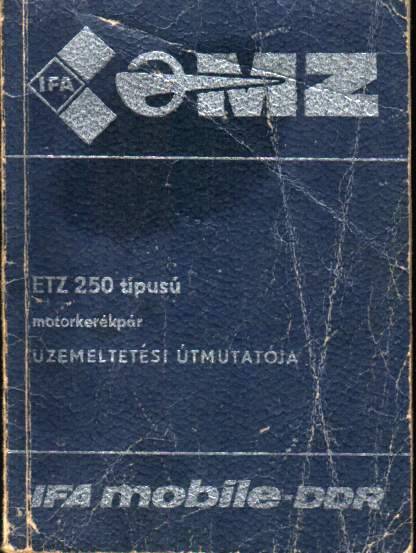 IFA MZ
ETZ 250 típusú
motorkerékpár
ÜZEMELTETÉSI ÚTMUTATÓJA
IFA mobile-DDR